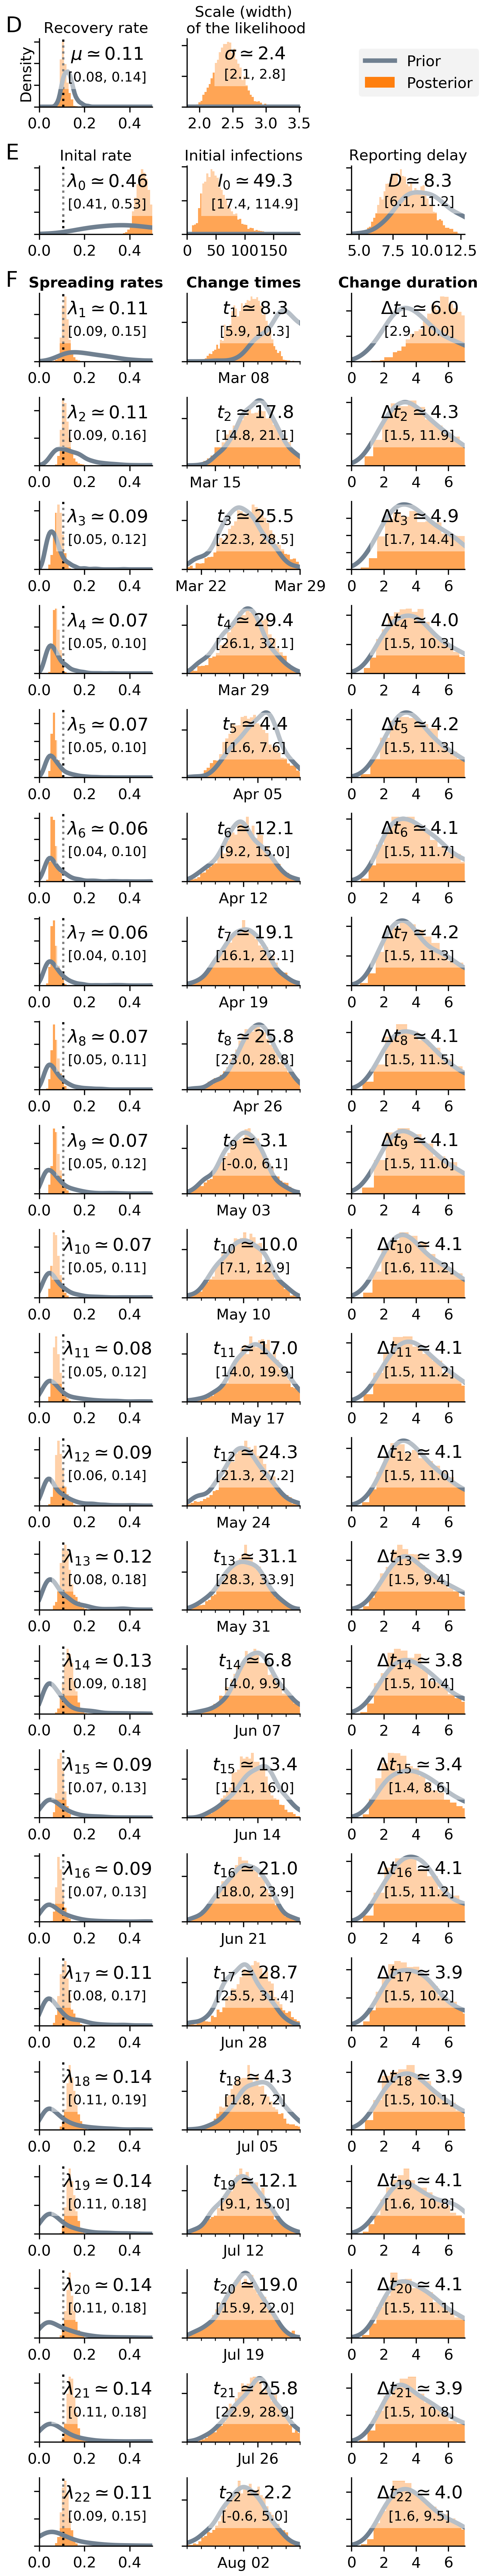 D
Recovery rate
Scale (width)
of the likelihood
Density
μ ≃ 0.11
[0.08, 0.14]
σ ≃ 2.4
[2.1, 2.8]
Prior
Posterior
0.0 0.2 0.4
2.0 2.5 3.0 3.5
E
Inital rate
Initial infections
Reporting delay
λ0 ≃ 0.46
[0.41, 0.53]
I0 ≃ 49.3
[17.4, 114.9]
D ≃ 8.3
[6.1, 11.2]
0.0 0.2 0.4
0 50 100 150
5.0 7.5 10.0 12.5
F
Spreading rates
Change times
Change duration
λ1 ≃ 0.11
[0.09, 0.15]
t1 ≃ 8.3
[5.9, 10.3]
Δt1 ≃ 6.0
[2.9, 10.0]
0.0 0.2 0.4
Mar 08
0 2 4 6
λ2 ≃ 0.11
[0.09, 0.16]
t2 ≃ 17.8
[14.8, 21.1]
Δt2 ≃ 4.3
[1.5, 11.9]
0.0 0.2 0.4
Mar 15
0 2 4 6
λ3 ≃ 0.09
[0.05, 0.12]
t3 ≃ 25.5
[22.3, 28.5]
Δt3 ≃ 4.9
[1.7, 14.4]
0.0 0.2 0.4
Mar 22 Mar 29
0 2 4 6
λ4 ≃ 0.07
[0.05, 0.10]
t4 ≃ 29.4
[26.1, 32.1]
Δt4 ≃ 4.0
[1.5, 10.3]
0.0 0.2 0.4
Mar 29
0 2 4 6
λ5 ≃ 0.07
[0.05, 0.10]
t5 ≃ 4.4
[1.6, 7.6]
Δt5 ≃ 4.2
[1.5, 11.3]
0.0 0.2 0.4
Apr 05
0 2 4 6
λ6 ≃ 0.06
[0.04, 0.10]
t6 ≃ 12.1
[9.2, 15.0]
Δt6 ≃ 4.1
[1.5, 11.7]
0.0 0.2 0.4
Apr 12
0 2 4 6
λ7 ≃ 0.06
[0.04, 0.10]
t7 ≃ 19.1
[16.1, 22.1]
Δt7 ≃ 4.2
[1.5, 11.3]
0.0 0.2 0.4
Apr 19
0 2 4 6
λ8 ≃ 0.07
[0.05, 0.11]
t8 ≃ 25.8
[23.0, 28.8]
Δt8 ≃ 4.1
[1.5, 11.5]
0.0 0.2 0.4
Apr 26
0 2 4 6
λ9 ≃ 0.07
[0.05, 0.12]
t9 ≃ 3.1
[-0.0, 6.1]
Δt9 ≃ 4.1
[1.5, 11.0]
0.0 0.2 0.4
May 03
0 2 4 6
λ10 ≃ 0.07
[0.05, 0.11]
t10 ≃ 10.0
[7.1, 12.9]
Δt10 ≃ 4.1
[1.6, 11.2]
0.0 0.2 0.4
May 10
0 2 4 6
λ11 ≃ 0.08
[0.05, 0.12]
t11 ≃ 17.0
[14.0, 19.9]
Δt11 ≃ 4.1
[1.5, 11.2]
0.0 0.2 0.4
May 17
0 2 4 6
λ12 ≃ 0.09
[0.06, 0.14]
t12 ≃ 24.3
[21.3, 27.2]
Δt12 ≃ 4.1
[1.5, 11.0]
0.0 0.2 0.4
May 24
0 2 4 6
λ13 ≃ 0.12
[0.08, 0.18]
t13 ≃ 31.1
[28.3, 33.9]
Δt13 ≃ 3.9
[1.5, 9.4]
0.0 0.2 0.4
May 31
0 2 4 6
λ14 ≃ 0.13
[0.09, 0.18]
t14 ≃ 6.8
[4.0, 9.9]
Δt14 ≃ 3.8
[1.5, 10.4]
0.0 0.2 0.4
Jun 07
0 2 4 6
λ15 ≃ 0.09
[0.07, 0.13]
t15 ≃ 13.4
[11.1, 16.0]
Δt15 ≃ 3.4
[1.4, 8.6]
0.0 0.2 0.4
Jun 14
0 2 4 6
λ16 ≃ 0.09
[0.07, 0.13]
t16 ≃ 21.0
[18.0, 23.9]
Δt16 ≃ 4.1
[1.5, 11.2]
0.0 0.2 0.4
Jun 21
0 2 4 6
λ17 ≃ 0.11
[0.08, 0.17]
t17 ≃ 28.7
[25.5, 31.4]
Δt17 ≃ 3.9
[1.5, 10.2]
0.0 0.2 0.4
Jun 28
0 2 4 6
λ18 ≃ 0.14
[0.11, 0.19]
t18 ≃ 4.3
[1.8, 7.2]
Δt18 ≃ 3.9
[1.5, 10.1]
0.0 0.2 0.4
Jul 05
0 2 4 6
λ19 ≃ 0.14
[0.11, 0.18]
t19 ≃ 12.1
[9.1, 15.0]
Δt19 ≃ 4.1
[1.6, 10.8]
0.0 0.2 0.4
Jul 12
0 2 4 6
λ20 ≃ 0.14
[0.11, 0.18]
t20 ≃ 19.0
[15.9, 22.0]
Δt20 ≃ 4.1
[1.5, 11.1]
0.0 0.2 0.4
Jul 19
0 2 4 6
λ21 ≃ 0.14
[0.11, 0.18]
t21 ≃ 25.8
[22.9, 28.9]
Δt21 ≃ 3.9
[1.5, 10.8]
0.0 0.2 0.4
Jul 26
0 2 4 6
λ22 ≃ 0.11
[0.09, 0.15]
t22 ≃ 2.2
[-0.6, 5.0]
Δt22 ≃ 4.0
[1.6, 9.5]
0.0 0.2 0.4
Aug 02
0 2 4 6